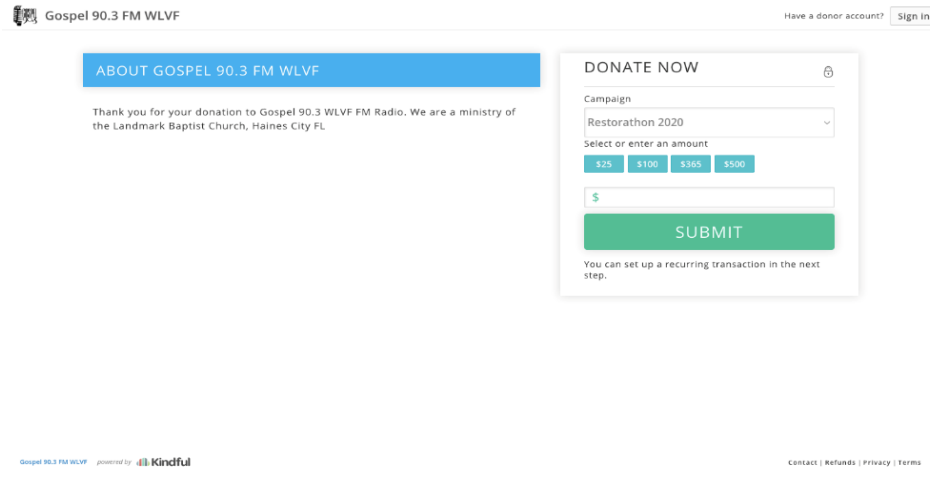 Gospel 90.3 FM WLVF
Have a donor account? Sign in
ABOUT GOSPEL 90.3 FM WLVF
Thank you for your donation to Gospel 90.3 WLVF FM Radio. We are a ministry of
the Landmark Baptist Church, Haines City FL
DONATE NOW
Campaign
Restorathon 2020
Select or enter an amount
$25 $100 $365 $500
$
SUBMIT
You can set up a recurring transaction in the next
step.
Gospel 90.3 FM WLVF powered by Kindful
Contact | Refunds | Privacy | Terms